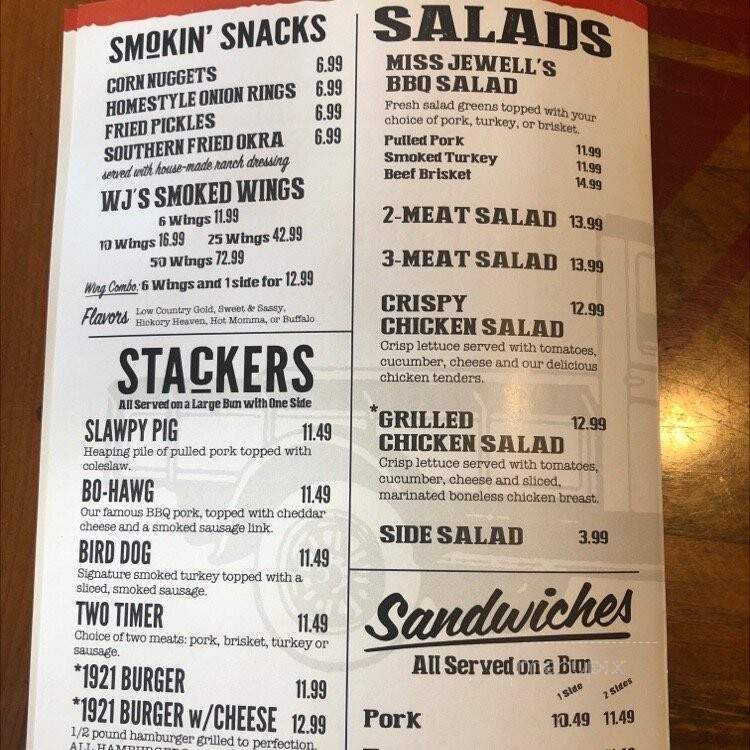 SMOKIN' SNACKS
CORN NUGGETS 6.99
HOMESTYLE ONION RINGS 6.99
FRIED PICKLES 6.99
SOUTHERN FRIED OKRA 6.99
served with house-made ranch dressing
WJ'S SMOKED WINGS
6 Wings 11.99
10 Wings 16.99 25 Wings 42.99
50 Wings 72.99
Wing Combo: 6 Wings and 1 side for 12.99
Flavors Low Country Gold, Sweet & Sassy,
Hickory Heaven, Hot Momma, or Buffalo
STACKERS
All Served on a Large Bun with One Side
SLAWPY PIG 11.49
Heaping pile of pulled pork topped with
coleslaw.
BO-HAWG 11.49
Our famous BBQ pork, topped with cheddar
cheese and a smoked sausage link.
BIRD DOG 11.49
Signature smoked turkey topped with a
sliced, smoked sausage.
TWO TIMER 11.49
Choice of two meats: pork, brisket, turkey or
sausage.
*1921 BURGER 11.99
*1921 BURGER w/CHEESE 12.99
1/2 pound hamburger grilled to perfection.
SALADS
MISS JEWELL'S
BBQ SALAD
Fresh salad greens topped with your
choice of pork, turkey, or brisket.
Pulled Pork 11.99
Smoked Turkey 11.99
Beef Brisket 14.99
2-MEAT SALAD 13.99
3-MEAT SALAD 13.99
CRISPY 12.99
CHICKEN SALAD
Crisp lettuce served with tomatoes,
cucumber, cheese and our delicious
chicken tenders.
*GRILLED 12.99
CHICKEN SALAD
Crisp lettuce served with tomatoes,
cucumber, cheese and sliced,
marinated boneless chicken breast.
SIDE SALAD 3.99
Sandwiches
All Served on a Bun
1 Side 2 Sides
Pork 10.49 11.49